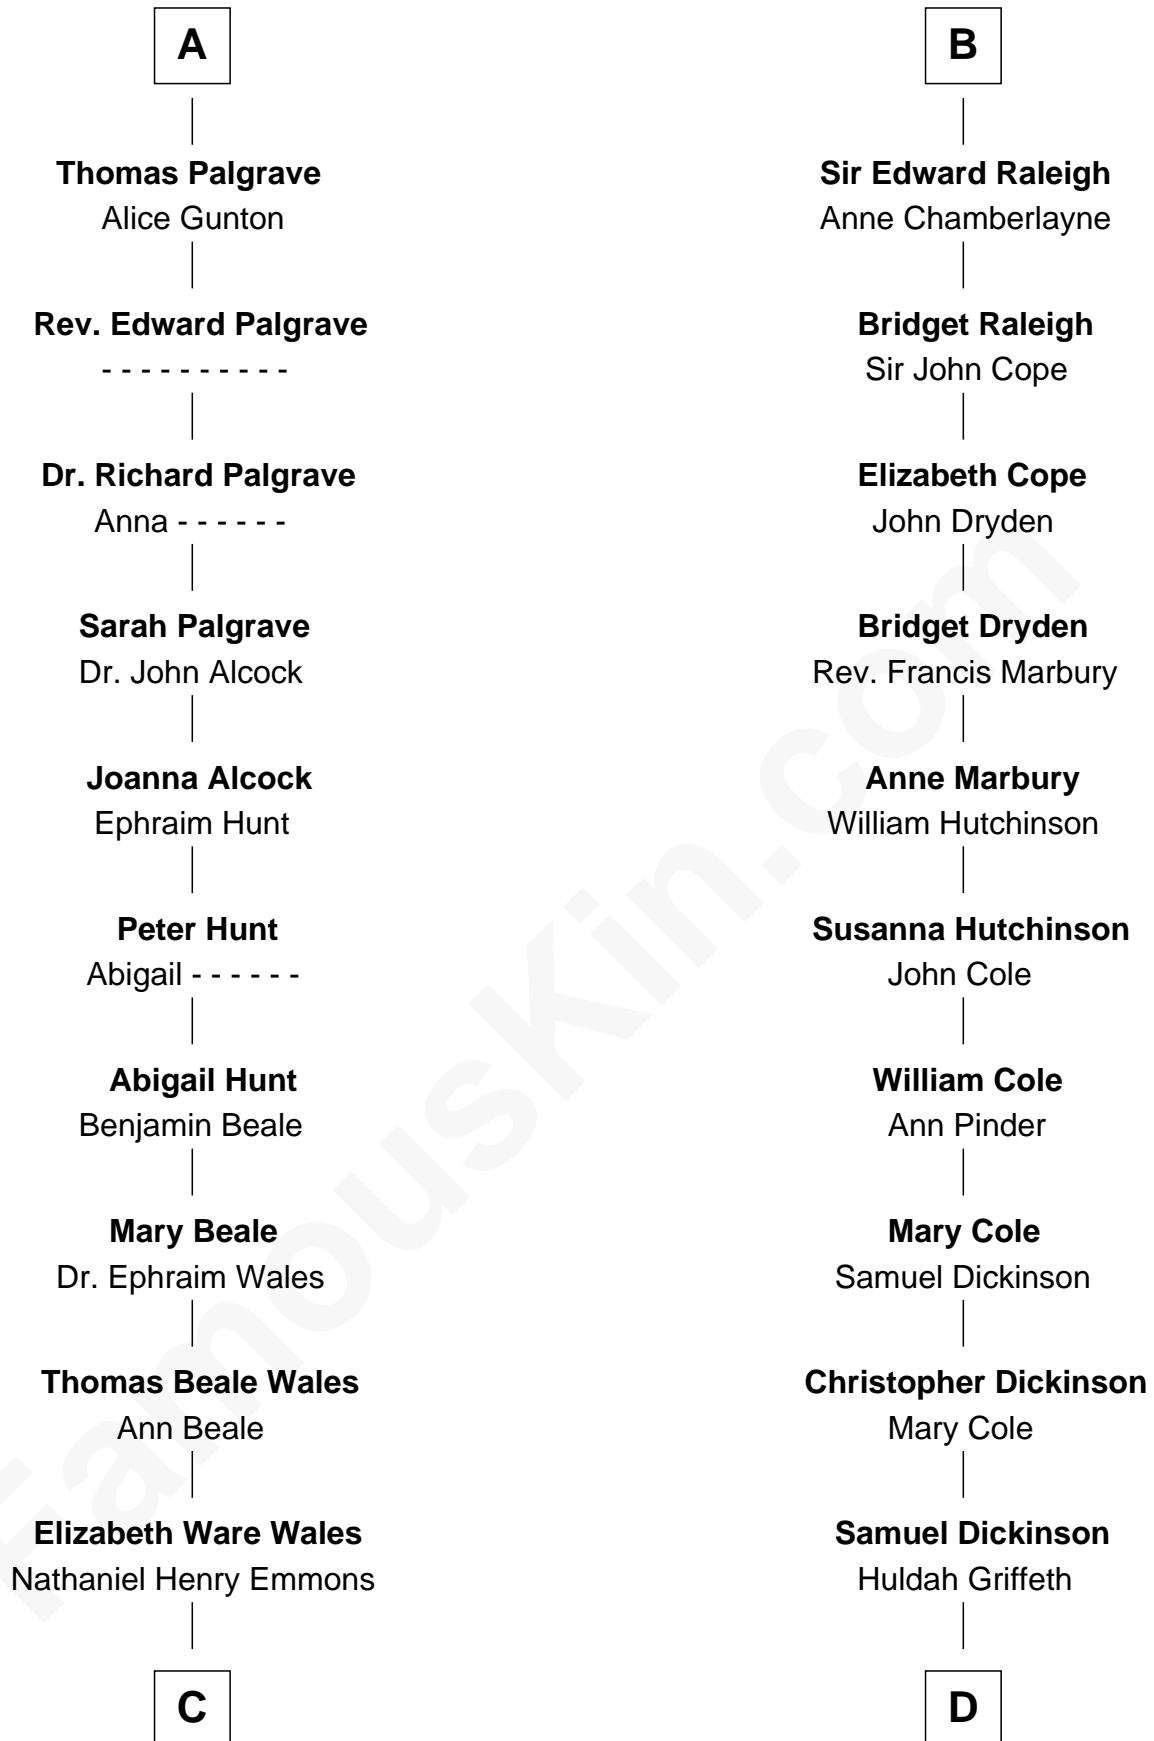 A
Thomas Palgrave
Alice Gunton
Rev. Edward Palgrave
- - - - - - - - - -
Dr. Richard Palgrave
Anna - - - - - -
Sarah Palgrave
Dr. John Alcock
Joanna Alcock
Ephraim Hunt
Peter Hunt
Abigail - - - - - -
Abigail Hunt
Benjamin Beale
Mary Beale
Dr. Ephraim Wales
Thomas Beale Wales
Ann Beale
Elizabeth Ware Wales
Nathaniel Henry Emmons
C
B
Sir Edward Raleigh
Anne Chamberlayne
Bridget Raleigh
Sir John Cope
Elizabeth Cope
John Dryden
Bridget Dryden
Rev. Francis Marbury
Anne Marbury
William Hutchinson
Susanna Hutchinson
John Cole
William Cole
Ann Pinder
Mary Cole
Samuel Dickinson
Christopher Dickinson
Mary Cole
Samuel Dickinson
Huldah Griffeth
D
FamousKin.com